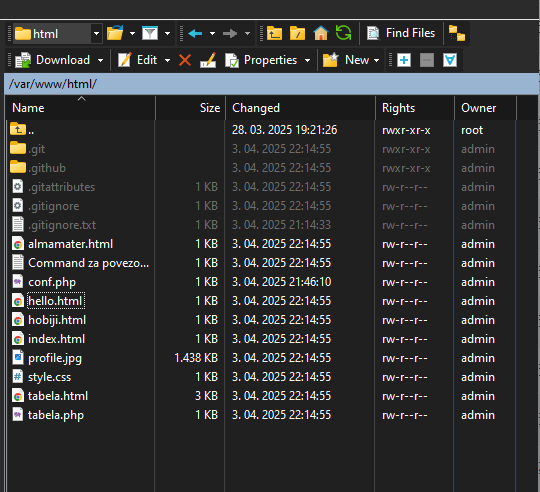 html Find Files
Download Edit Properties New
/var/www/html/
Name Size Changed Rights Owner
.. 28. 03. 2025 19:21:26 rwxr-xr-x root
.git 3. 04. 2025 22:14:55 rwxr-xr-x admin
.github 3. 04. 2025 22:14:55 rwxr-xr-x admin
.gitattributes 1 KB 3. 04. 2025 22:14:55 rw-r--r-- admin
.gitignore 1 KB 3. 04. 2025 22:14:55 rw-r--r-- admin
.gitignore.txt 1 KB 3. 04. 2025 21:14:33 rw-r--r-- admin
almamater.html 1 KB 3. 04. 2025 22:14:55 rw-r--r-- admin
Command za povezo... 1 KB 3. 04. 2025 22:14:55 rw-r--r-- admin
conf.php 1 KB 3. 04. 2025 21:46:10 rw-r--r-- admin
hello.html 1 KB 3. 04. 2025 22:14:55 rw-r--r-- admin
hobiji.html 1 KB 3. 04. 2025 22:14:55 rw-r--r-- admin
index.html 1 KB 3. 04. 2025 22:14:55 rw-r--r-- admin
profile.jpg 1.438 KB 3. 04. 2025 22:14:55 rw-r--r-- admin
style.css 1 KB 3. 04. 2025 22:14:55 rw-r--r-- admin
tabela.html 3 KB 3. 04. 2025 22:14:55 rw-r--r-- admin
tabela.php 1 KB 3. 04. 2025 22:14:55 rw-r--r-- admin